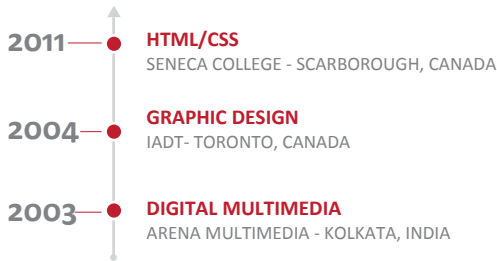 2011
HTML/CSS
SENECA COLLEGE - SCARBOROUGH, CANADA
2004
GRAPHIC DESIGN
IADT- TORONTO, CANADA
2003
DIGITAL MULTIMEDIA
ARENA MULTIMEDIA - KOLKATA, INDIA